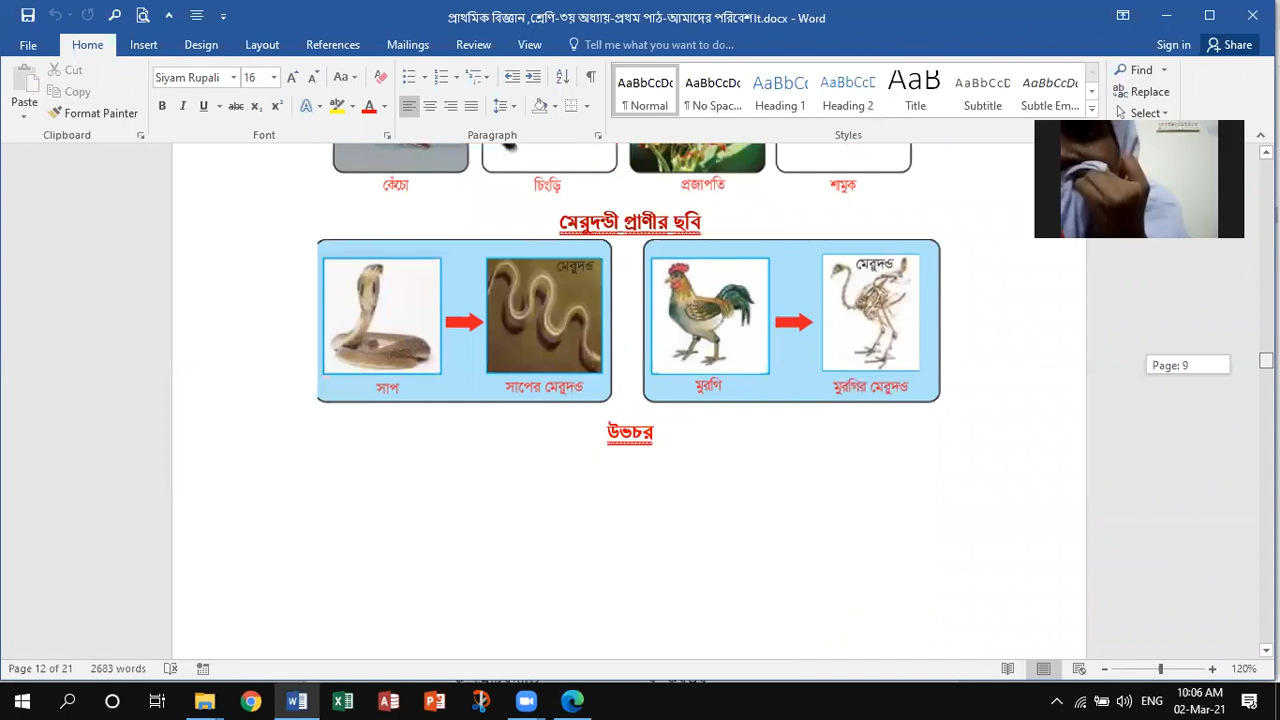 প্রাথমিক বিজ্ঞান ,শ্রেণি-৩য় অধ্যায়-প্রথম পাঠ-আমাদের পরিবেশlt.docx - Word
File Home Insert Design Layout References Mailings Review View Tell me what you want to do... Sign in Share
Paste Cut Copy Format Painter
Siyam Rupali 16
Clipboard Font Paragraph Styles
AaBbCcDc AaBbCcDc AaBbCc AaBbCcE AaB AaBbCcDc AaBbCcDc
¶ Normal ¶ No Spac... Heading 1 Heading 2 Title Subtitle Subtle Em...
Find
Replace
Select
কেঁচো চিংড়ি প্রজাপতি শামুক
মেরুদন্ডী প্রাণীর ছবি
মেরুদণ্ড মেরুদণ্ড
সাপ সাপের মেরুদণ্ড মুরগি মুরগির মেরুদণ্ড
Page: 9
উভচর
Page 12 of 21 2683 words 120%
ENG 10:06 AM
02-Mar-21